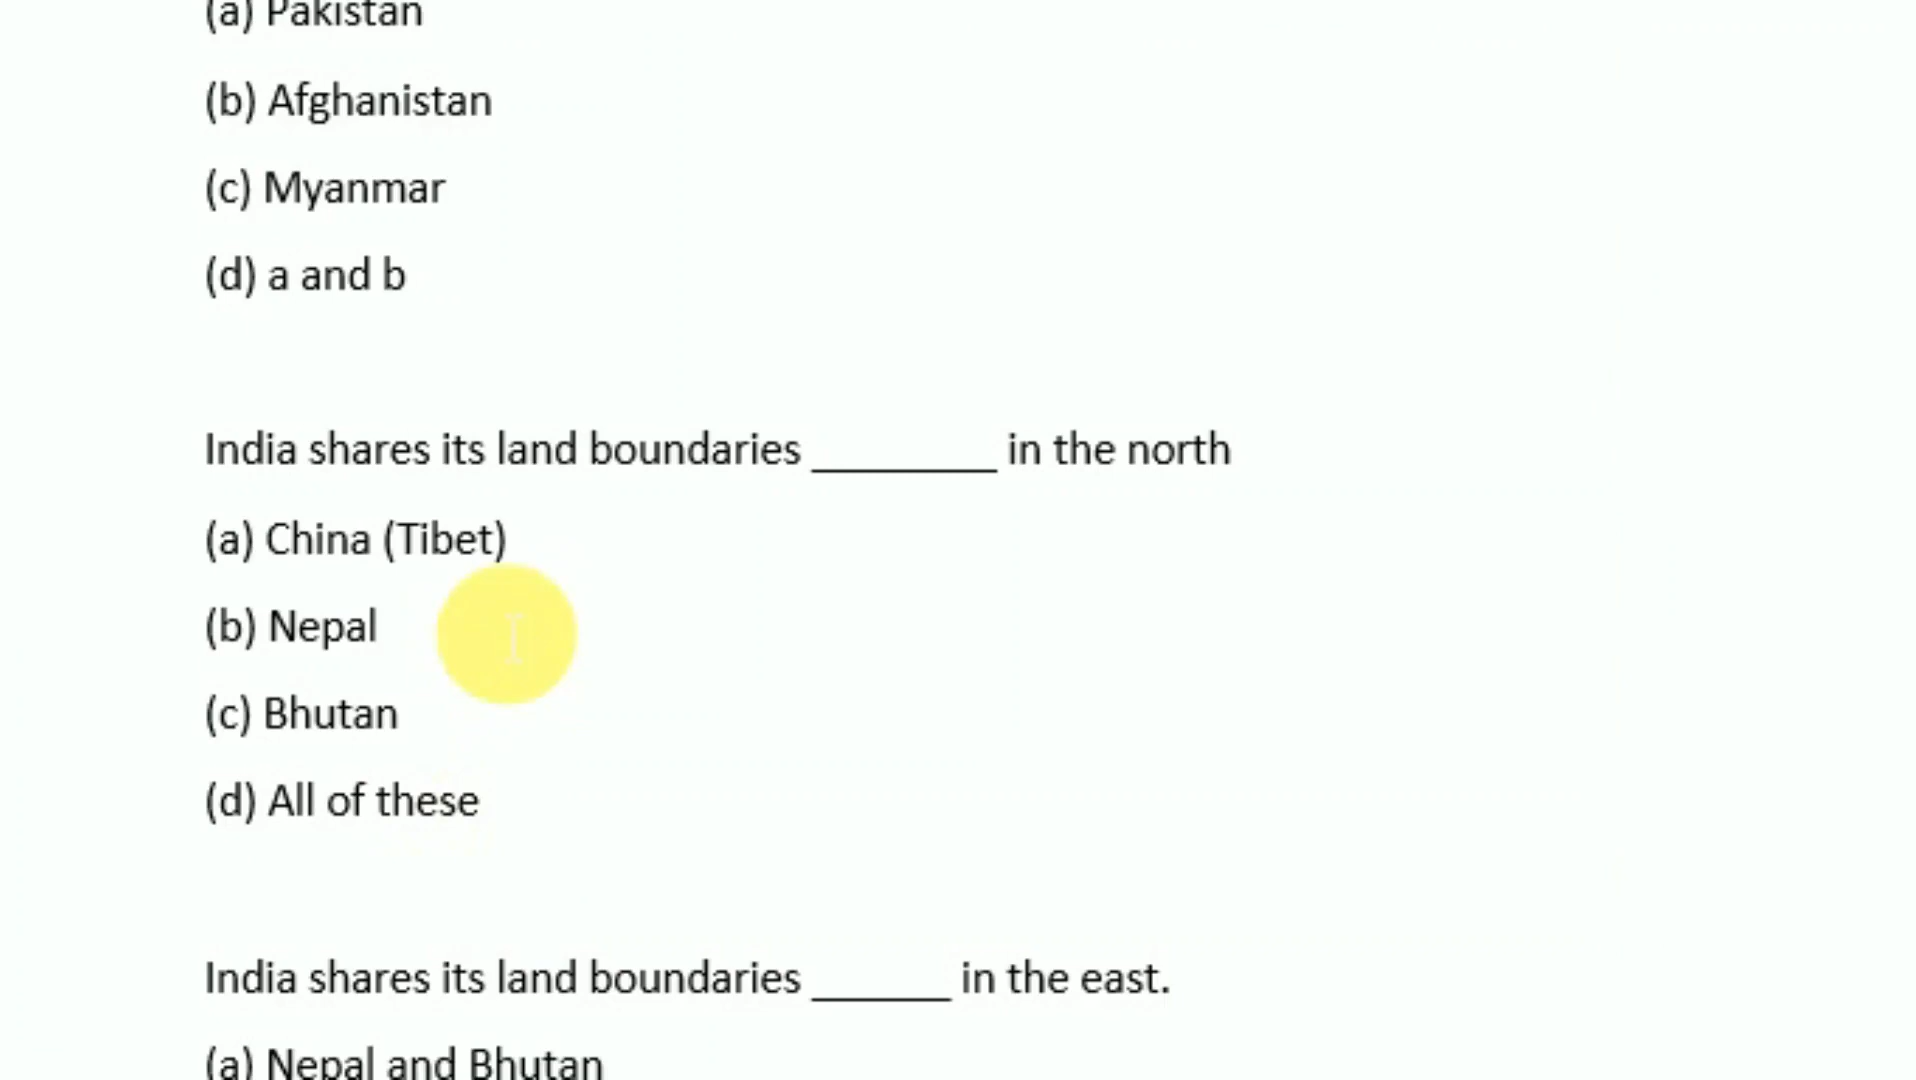 (a) Pakistan
(b) Afghanistan
(c) Myanmar
(d) a and b
India shares its land boundaries ________ in the north
(a) China (Tibet)
(b) Nepal
(c) Bhutan
(d) All of these
India shares its land boundaries ______ in the east.
(a) Nepal and Bhutan